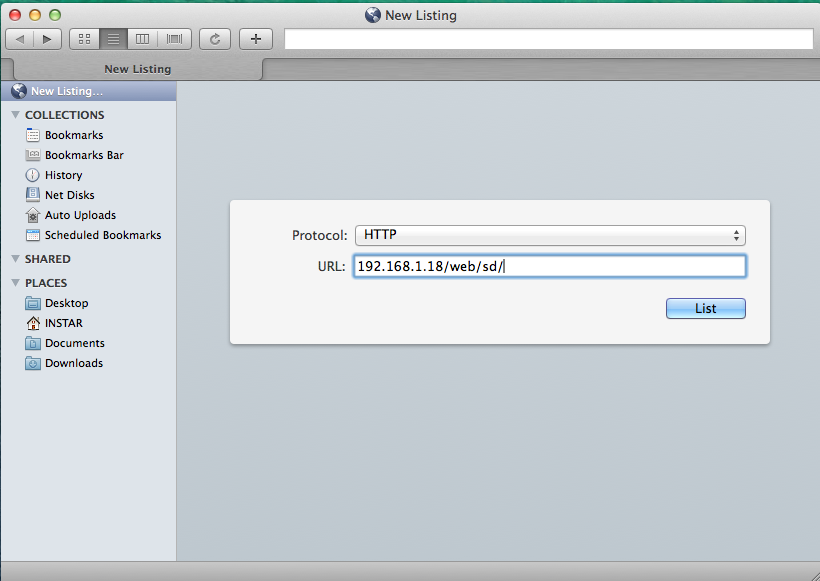 New Listing
New Listing
New Listing...
COLLECTIONS
Bookmarks
Bookmarks Bar
History
Net Disks
Auto Uploads
Scheduled Bookmarks
SHARED
PLACES
Desktop
INSTAR
Documents
Downloads
Protocol: HTTP
URL: 192.168.1.18/web/sd/
List